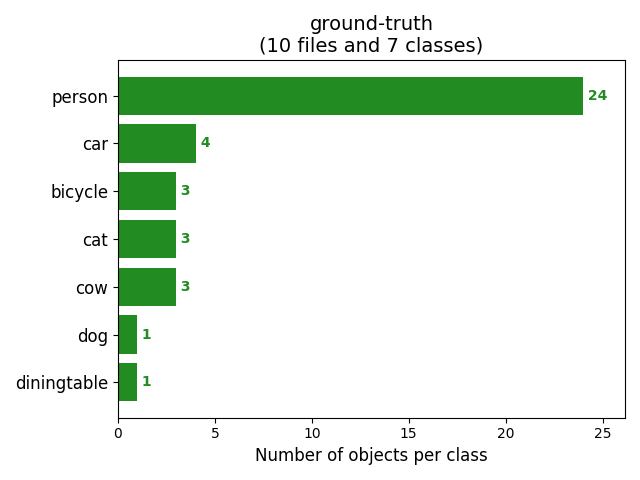 ground-truth
(10 files and 7 classes)
person 24
car 4
bicycle 3
cat 3
cow 3
dog 1
diningtable 1
0 5 10 15 20 25
Number of objects per class